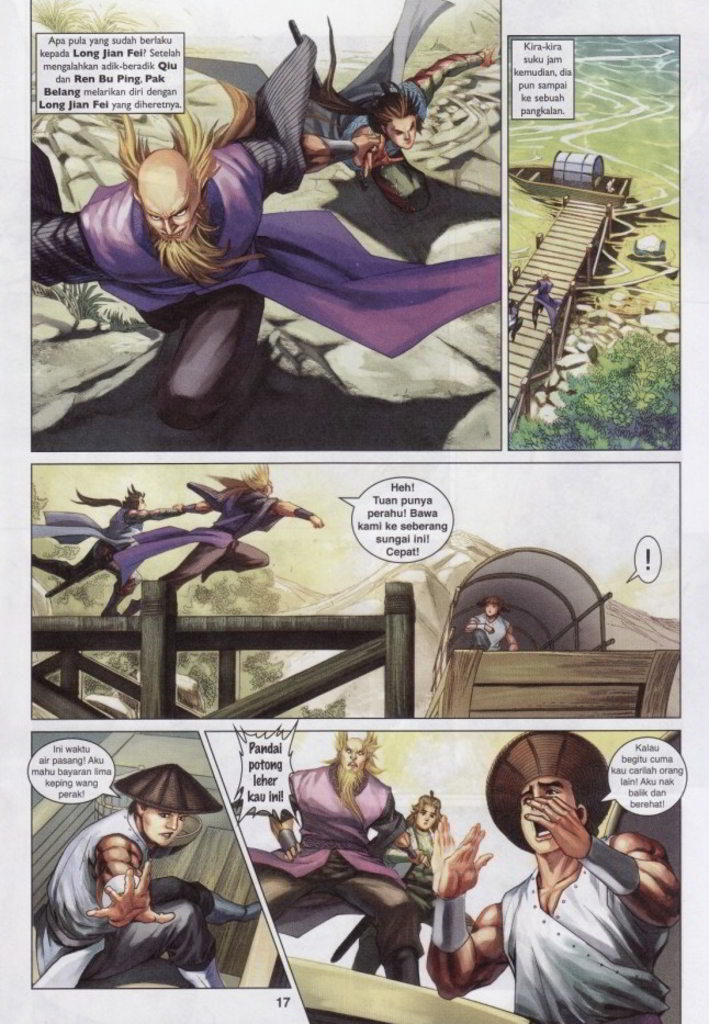 Apa pula yang sudah berlaku
kepada Long Jian Fei? Setelah
mengalahkan adik-beradik Qiu
dan Ren Bu Ping, Pak
Belang melarikan diri dengan
Long Jian Fei yang diheretnya.
Kira-kira
suku jam
kemudian, dia
pun sampai
ke sebuah
pangkalan.
Heh!
Tuan punya
perahu! Bawa
kami ke seberang
sungai ini!
Cepat!
!
Ini waktu
air pasang! Aku
mahu bayaran lima
keping wang
perak!
Pandai
potong
leher
kau ini!
Kalau
begitu cuma
kau carilah orang
lain! Aku nak
balik dan
berehat!
17